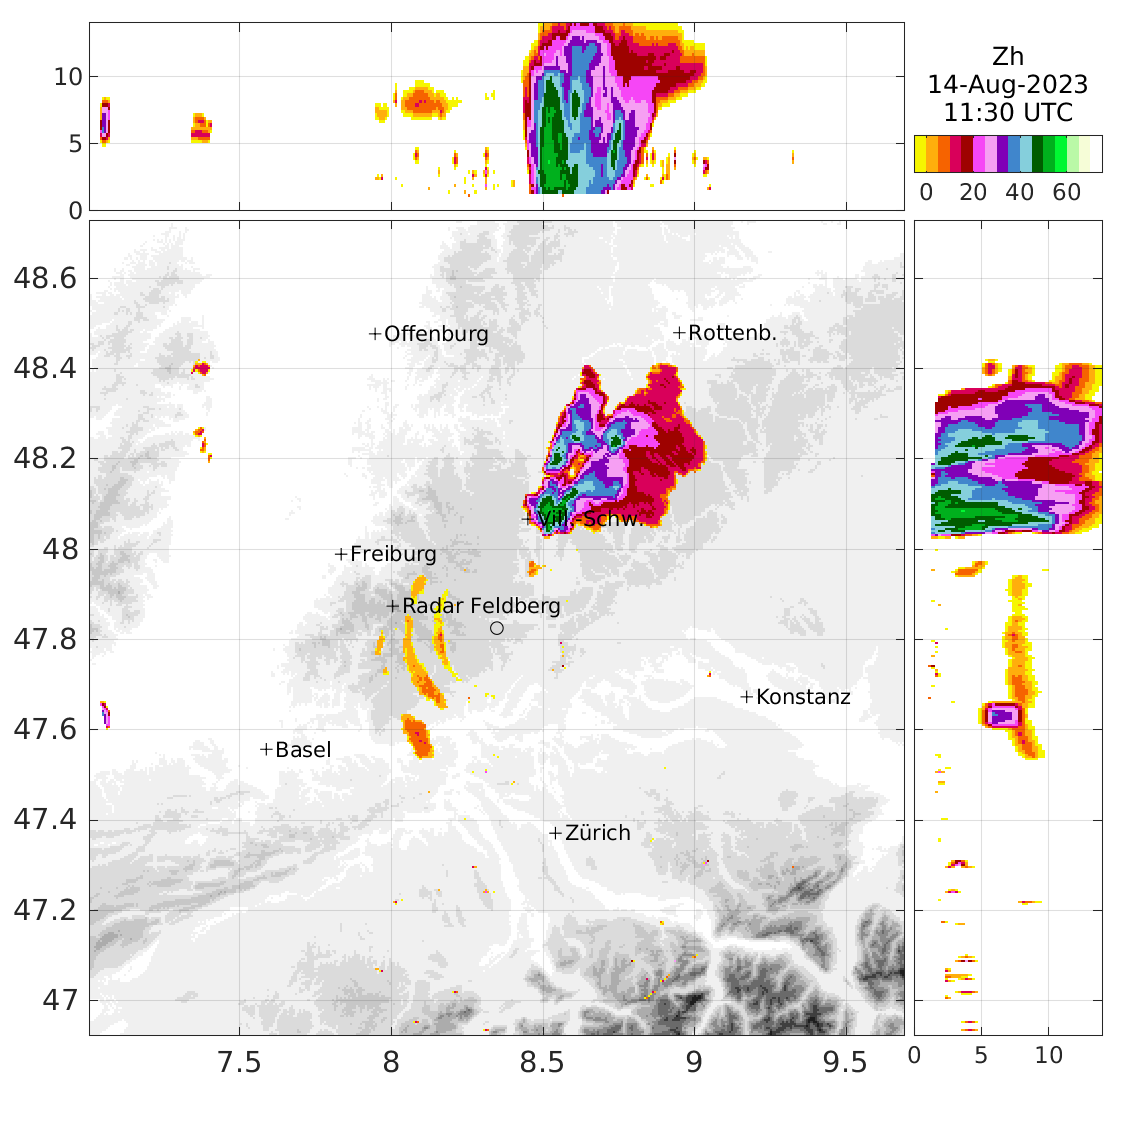 10
5
0
Zh
14-Aug-2023
11:30 UTC
0 20 40 60
48.6
48.4
48.2
48
47.8
47.6
47.4
47.2
47
+Offenburg
+Rottenb.
+Vill.-Schw.
+Freiburg
+Radar Feldberg
+Konstanz
+Basel
+Zürich
7.5 8 8.5 9 9.5
0 5 10